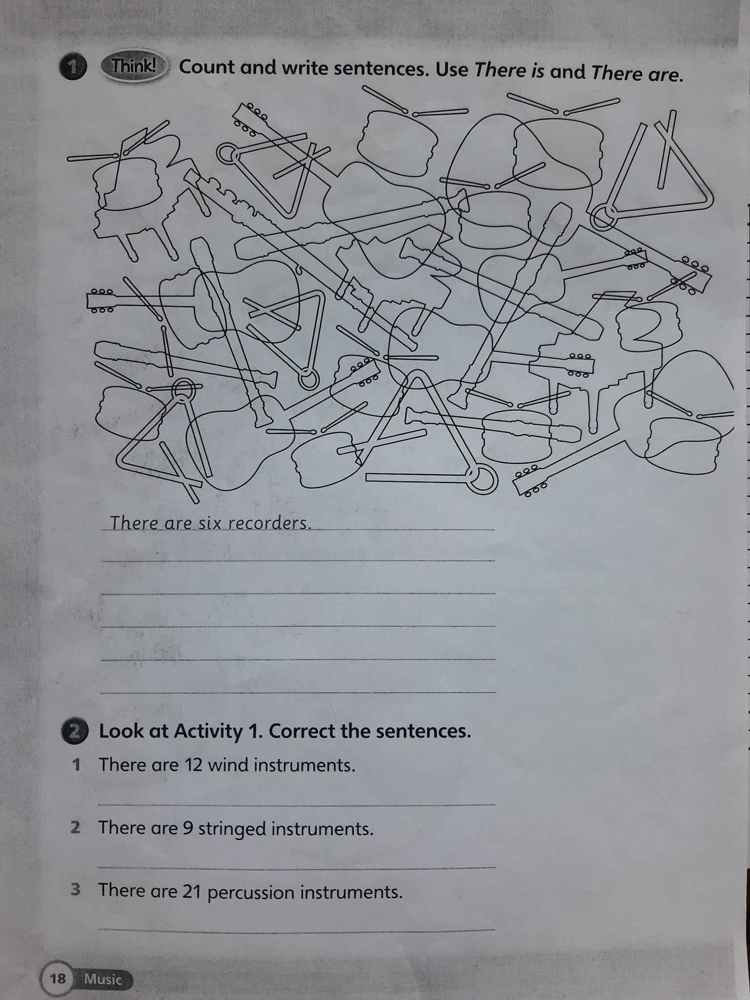 1 Think! Count and write sentences. Use There is and There are.
There are six recorders.
2 Look at Activity 1. Correct the sentences.
1 There are 12 wind instruments.
2 There are 9 stringed instruments.
3 There are 21 percussion instruments.
18 Music